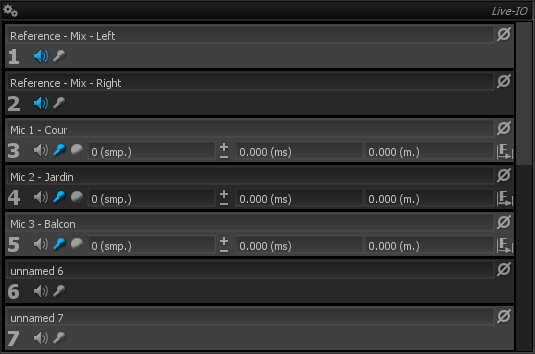 Live-IO
Reference - Mix - Left
1
Reference - Mix - Right
2
Mic 1 - Cour
3 0 (smp.) ± 0.000 (ms) 0.000 (m.)
Mic 2 - Jardin
4 0 (smp.) ± 0.000 (ms) 0.000 (m.)
Mic 3 - Balcon
5 0 (smp.) ± 0.000 (ms) 0.000 (m.)
unnamed 6
6
unnamed 7
7